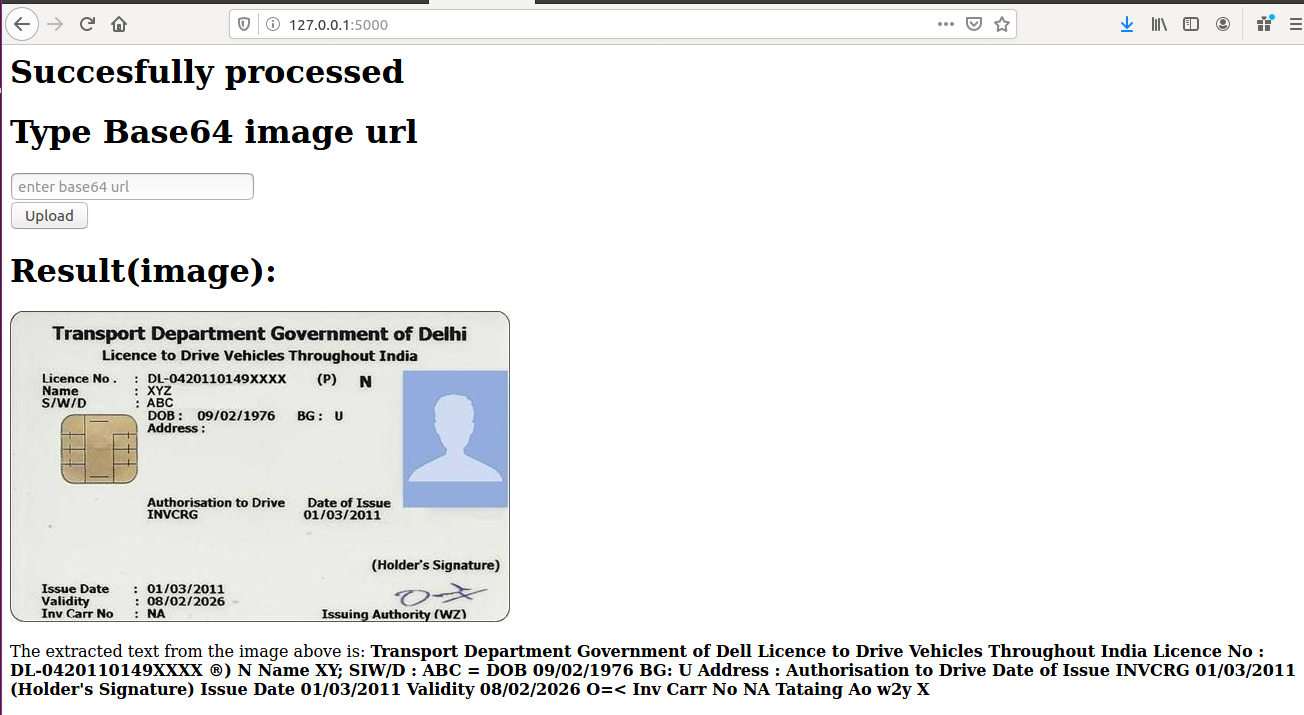 127.0.0.1:5000
Succesfully processed
Type Base64 image url
enter base64 url
Upload
Result(image):
Transport Department Government of Delhi
Licence to Drive Vehicles Throughout India
Licence No . : DL-0420110149XXXX (P) N
Name : XYZ
S/W/D : ABC
DOB : 09/02/1976 BG : U
Address :
Authorisation to Drive Date of Issue
INVCRG 01/03/2011
(Holder's Signature)
Issue Date : 01/03/2011
Validity : 08/02/2026
Inv Carr No : NA Issuing Authority (WZ)
The extracted text from the image above is: Transport Department Government of Dell Licence to Drive Vehicles Throughout India Licence No :
DL-0420110149XXXX ®) N Name XY; SIW/D : ABC = DOB 09/02/1976 BG: U Address : Authorisation to Drive Date of Issue INVCRG 01/03/2011
(Holder's Signature) Issue Date 01/03/2011 Validity 08/02/2026 O=< Inv Carr No NA Tataing Ao w2y X